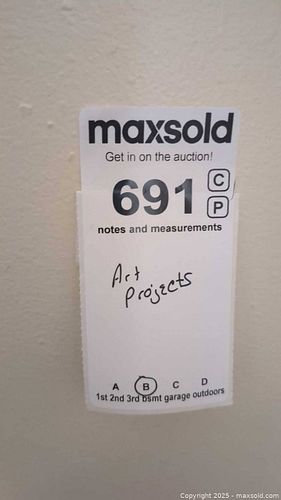 maxsold
Get in on the auction!
691 C
P
notes and measurements
Art
projects
A B C D
1st 2nd 3rd bsmt garage outdoors
Copyright 2025 - maxsold.com